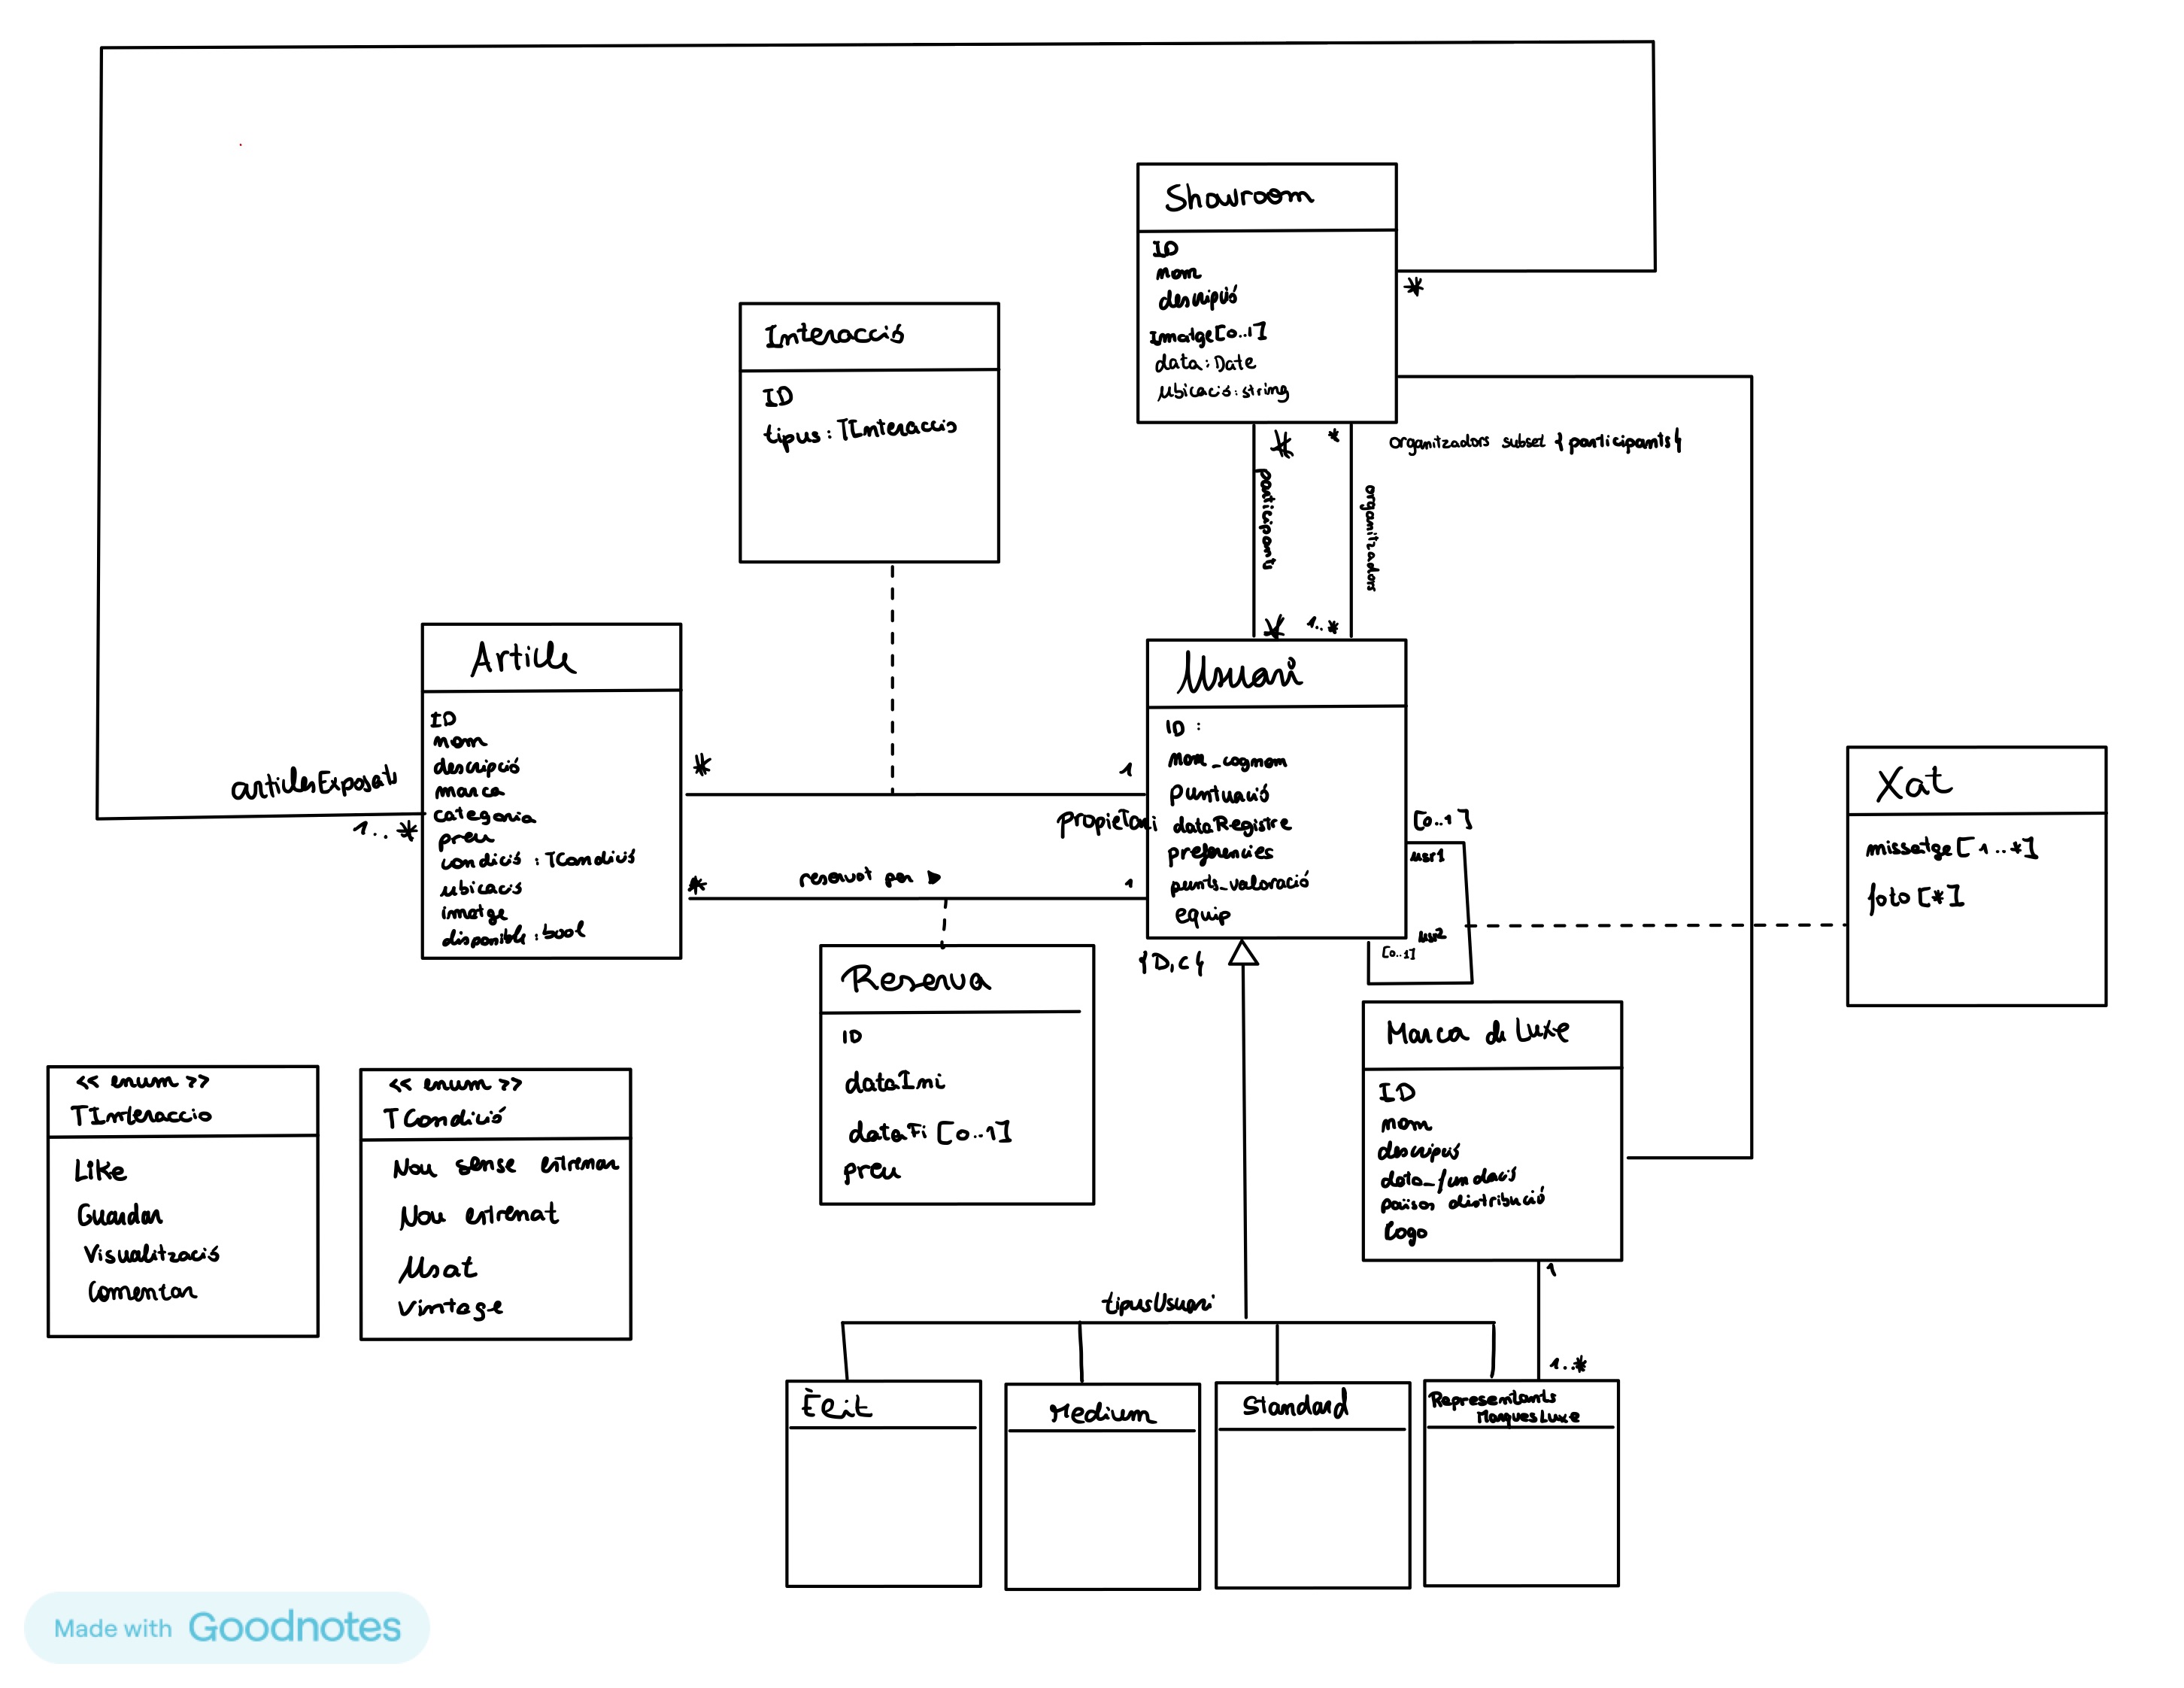 Showroom
ID
nom
descripció
Imatge[0..1]
data: Date
ubicació: string
*
Interacció
ID
tipus: TInteracció
*
*
organitzadors subset { participants }
participants
organitzadors
*
1..*
Article
ID
nom
descripció
marca
categoria
preu
condició : TCondició
ubicació
imatge
disponible : bool
articlesExposats
1..*
*
1
propietari
*
reservat per ▶
1
Usuari
ID :
nom_cognom
puntuació
dataRegistre
preferències
punts_valoració
equip
[0..1]
usr1
usr2
[0..1]
{D,C}
Xat
missatge [1..*]
foto [*]
Reserva
ID
dataIni
dataFi [0..1]
preu
Marca de Luxe
ID
nom
descripció
data_fundació
països distribució
logo
1
1..*
<< enum >>
TInteraccio
Like
Guardar
Visualització
Comentar
<< enum >>
TCondició
Nou sense estrenar
Nou estrenat
Usat
Vintage
tipusUsuari
Èlit
Medium
Standard
Representants
MarquesLuxe
Made with Goodnotes